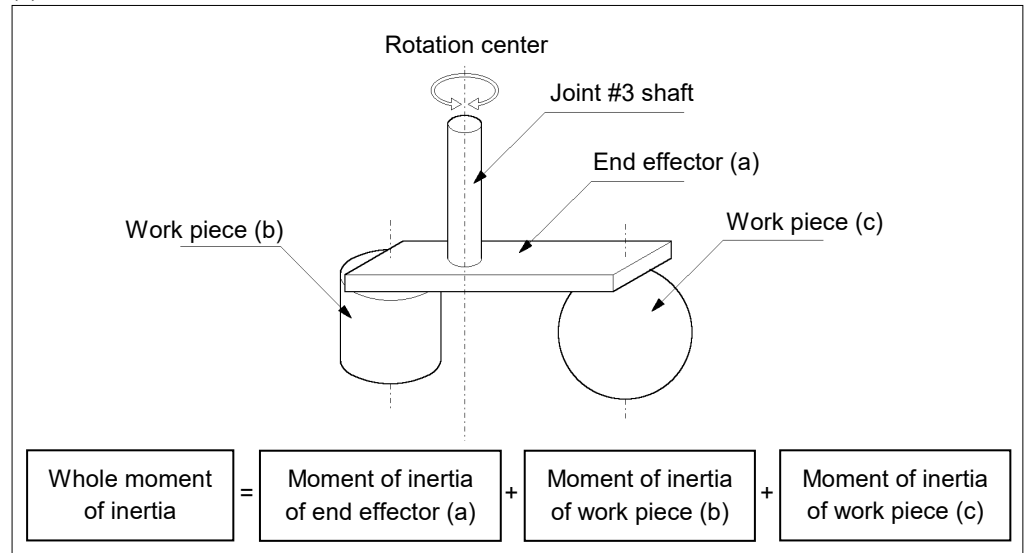 Rotation center
Joint #3 shaft
End effector (a)
Work piece (b)
Work piece (c)
Whole moment
of inertia
=
Moment of inertia
of end effector (a)
+
Moment of inertia
of work piece (b)
+
Moment of inertia
of work piece (c)